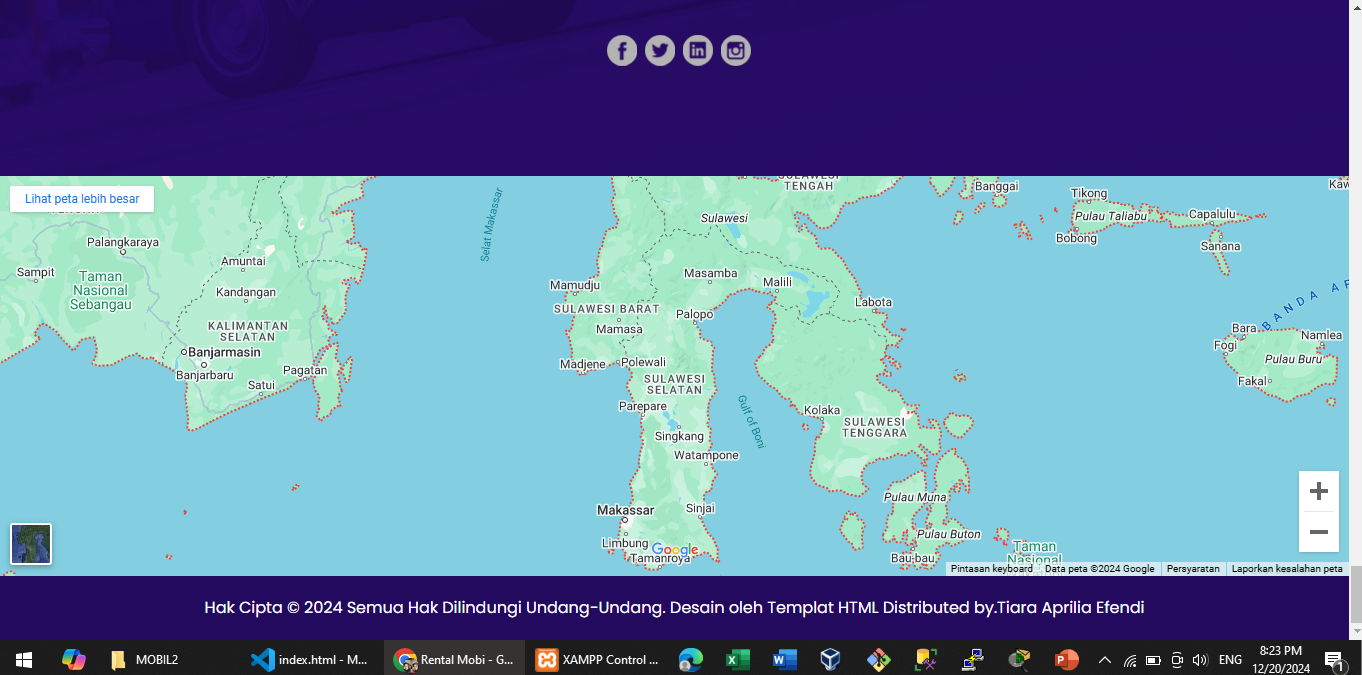 Lihat peta lebih besar
Selat Makassar
SULAWESI
TENGAH
Banggai
Tikong
Pulau Taliabu
Capalulu
Bobong
Sanana
Sulawesi
Palangkaraya
Sampit
Taman
Nasional
Sebangau
Amuntai
Kandangan
KALIMANTAN
SELATAN
Banjarmasin
Banjarbaru
Satui
Pagatan
Masamba
Malili
Mamudju
SULAWESI BARAT
Palopo
Labota
Mamasa
Madjene
Polewali
SULAWESI
SELATAN
Parepare
Gulf of Boni
Kolaka
SULAWESI
TENGGARA
Singkang
Watampone
BANDA
Bara
Namlea
Fogi
Pulau Buru
Fakal
Makassar
Sinjai
Limbung
Google
Tamanroya
Pulau Muna
Pulau Buton
Bau-bau
Taman
Nasional
Pintasan keyboard
Data peta ©2024 Google
Persyaratan
Laporkan kesalahan peta
Hak Cipta © 2024 Semua Hak Dilindungi Undang-Undang. Desain oleh Templat HTML Distributed by.Tiara Aprilia Efendi
MOBIL2
index.html - M...
Rental Mobi - G...
XAMPP Control ...
ENG
8:23 PM
12/20/2024
1